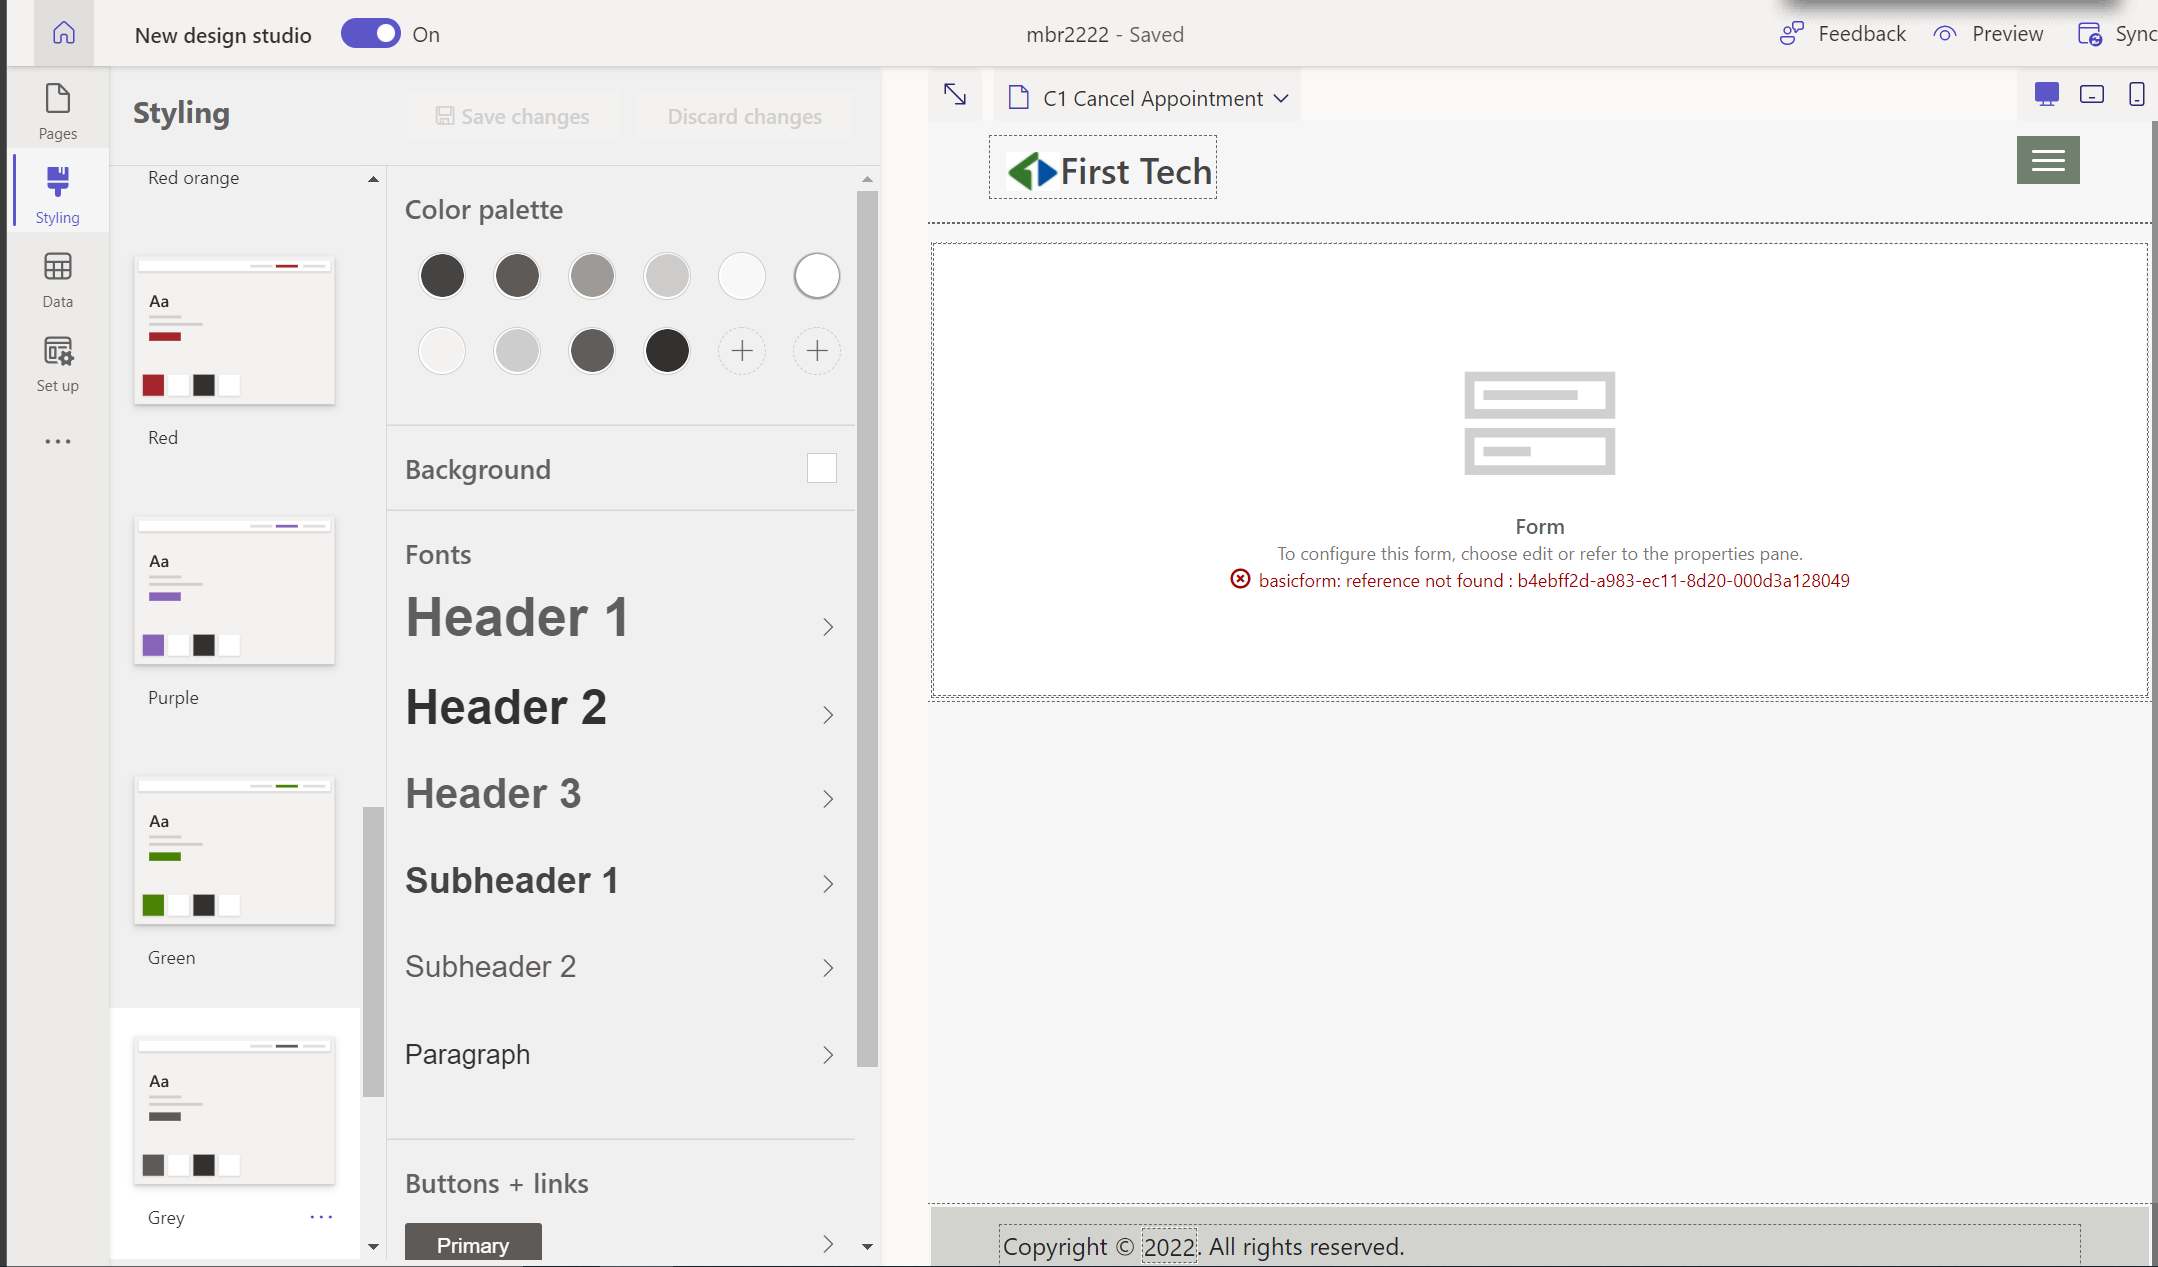 New design studio
On
mbr2222 - Saved
Feedback
Preview
Sync
Pages
Styling
Data
Set up
Styling
Save changes
Discard changes
Red orange
Aa
Red
Aa
Purple
Aa
Green
Aa
Grey
Color palette
Background
Fonts
Header 1
Header 2
Header 3
Subheader 1
Subheader 2
Paragraph
Buttons + links
Primary
C1 Cancel Appointment
First Tech
Form
To configure this form, choose edit or refer to the properties pane.
basicform: reference not found : b4ebff2d-a983-ec11-8d20-000d3a128049
Copyright © 2022. All rights reserved.